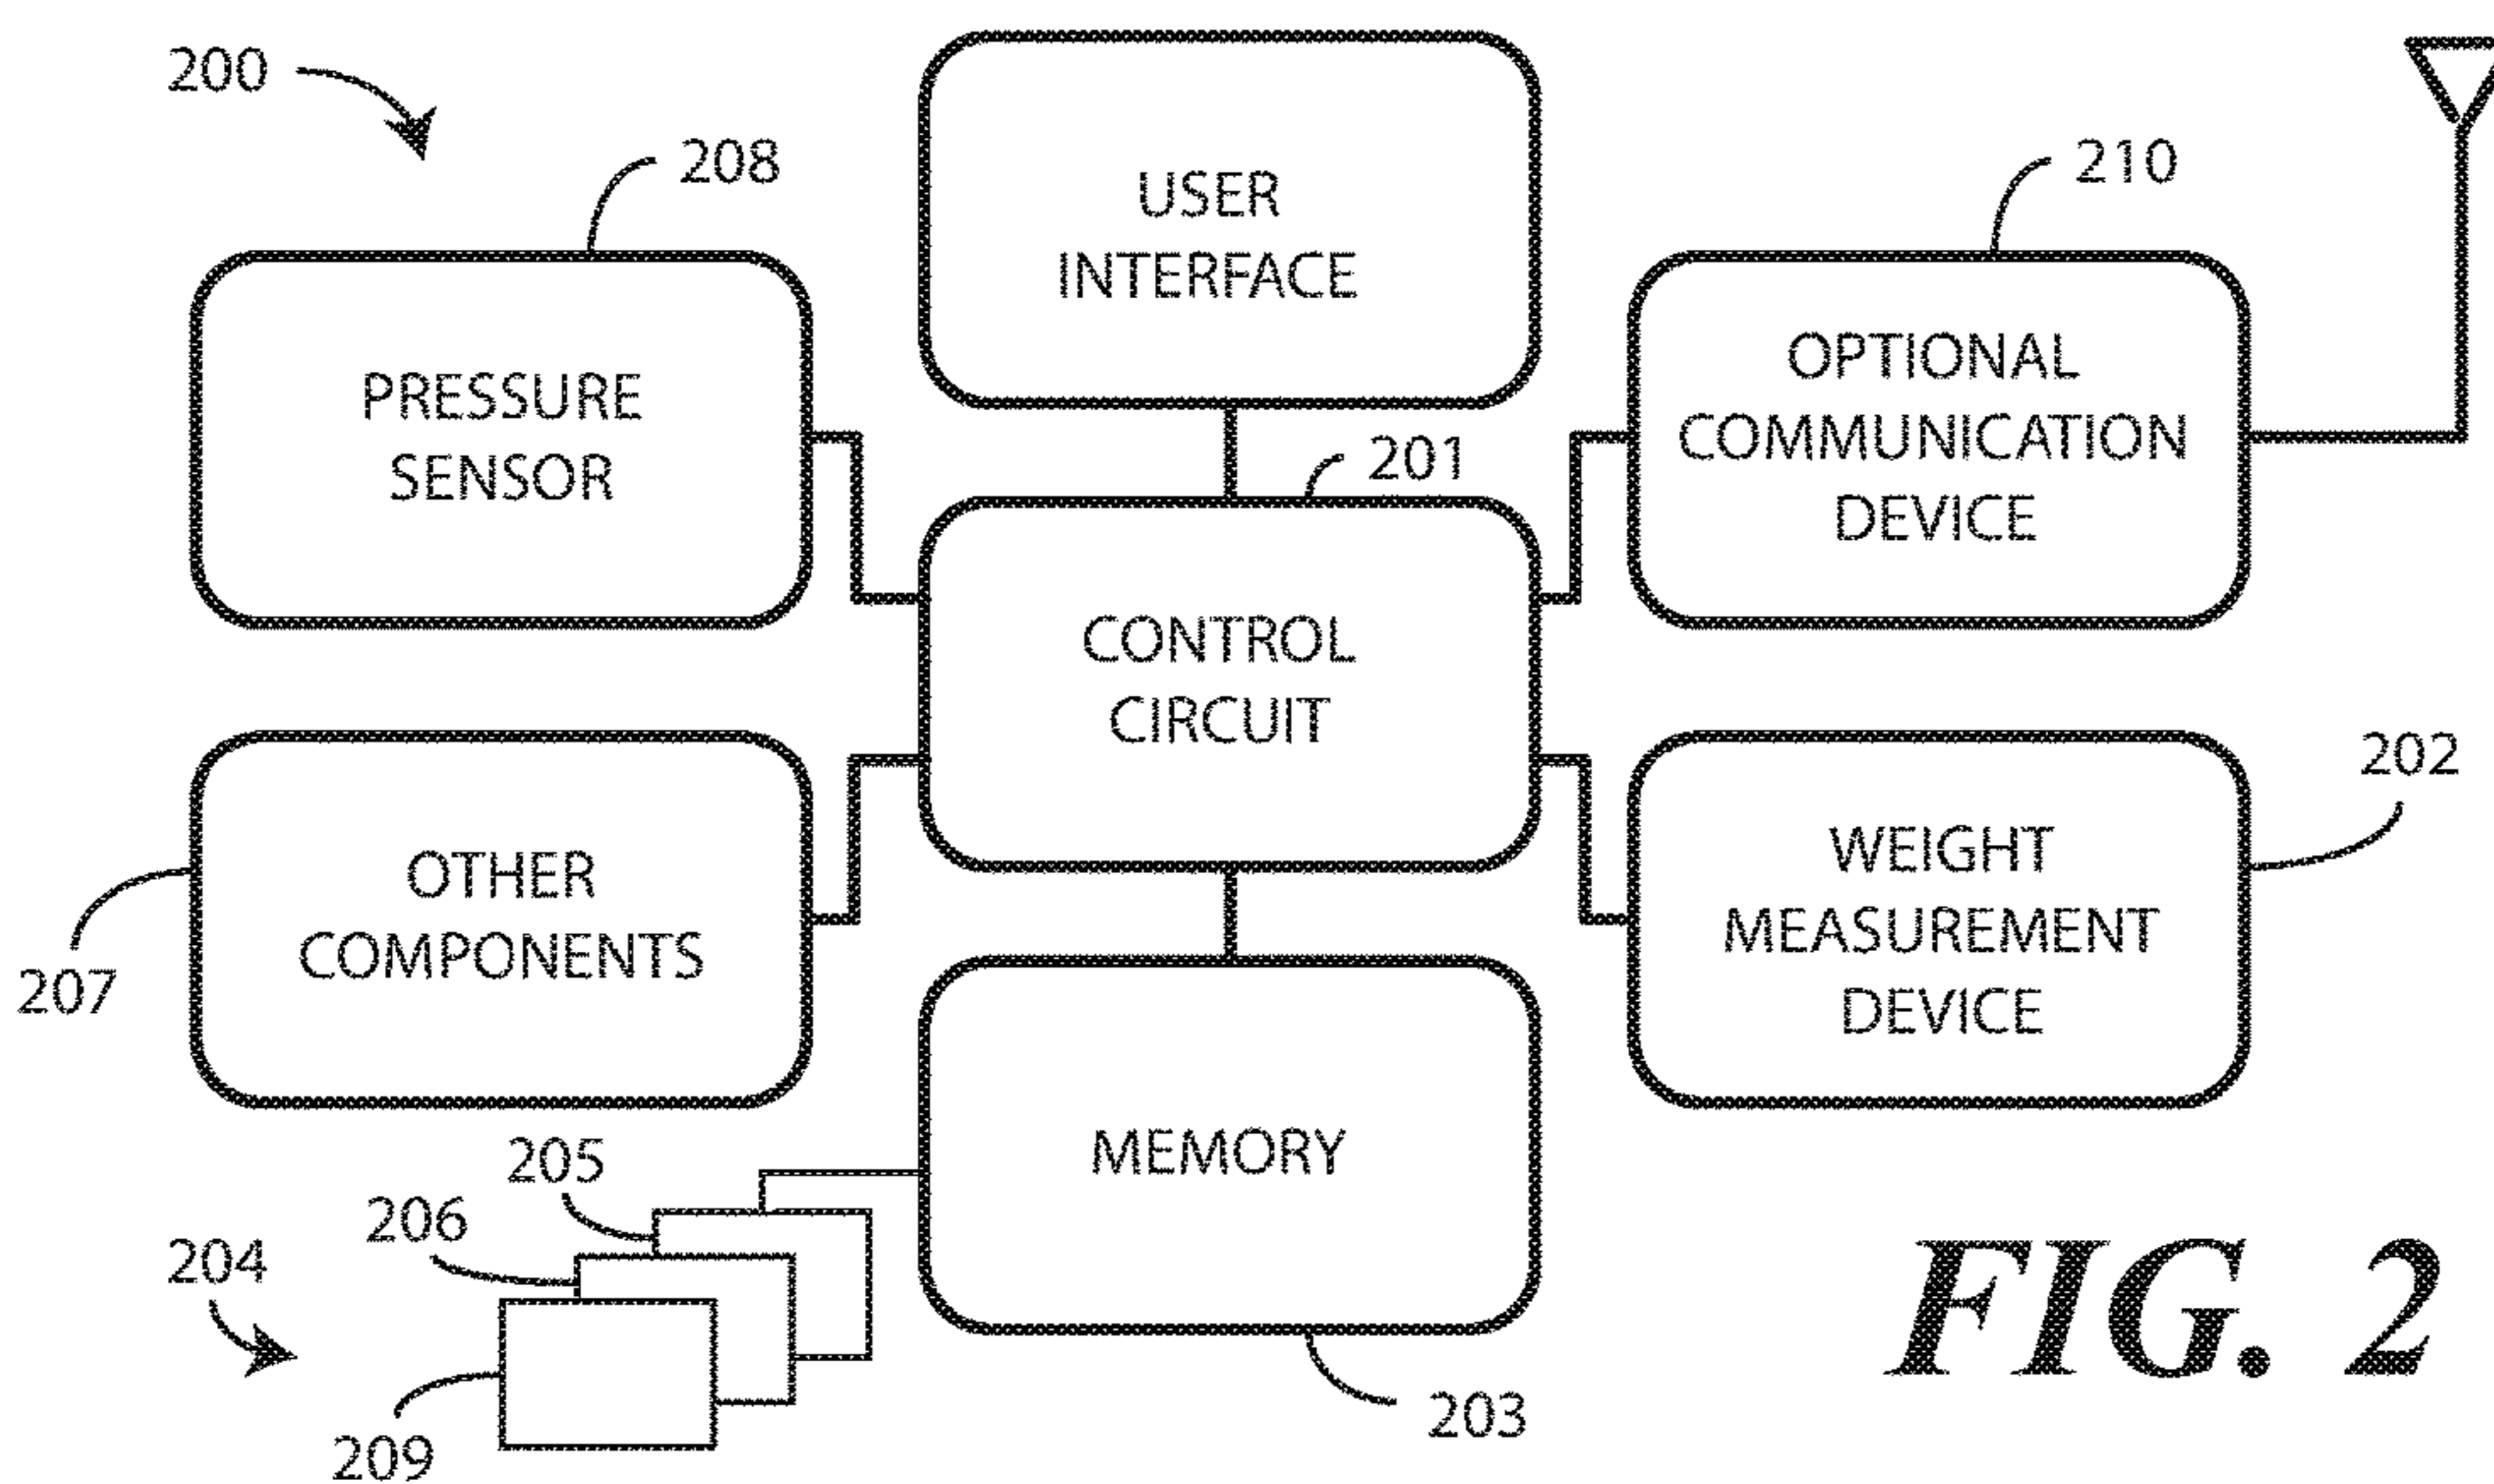 200
208
USER
INTERFACE
210
PRESSURE
SENSOR
OPTIONAL
COMMUNICATION
DEVICE
201
CONTROL
CIRCUIT
202
OTHER
COMPONENTS
WEIGHT
MEASUREMENT
DEVICE
207
MEMORY
205
206
204
209
203
FIG. 2